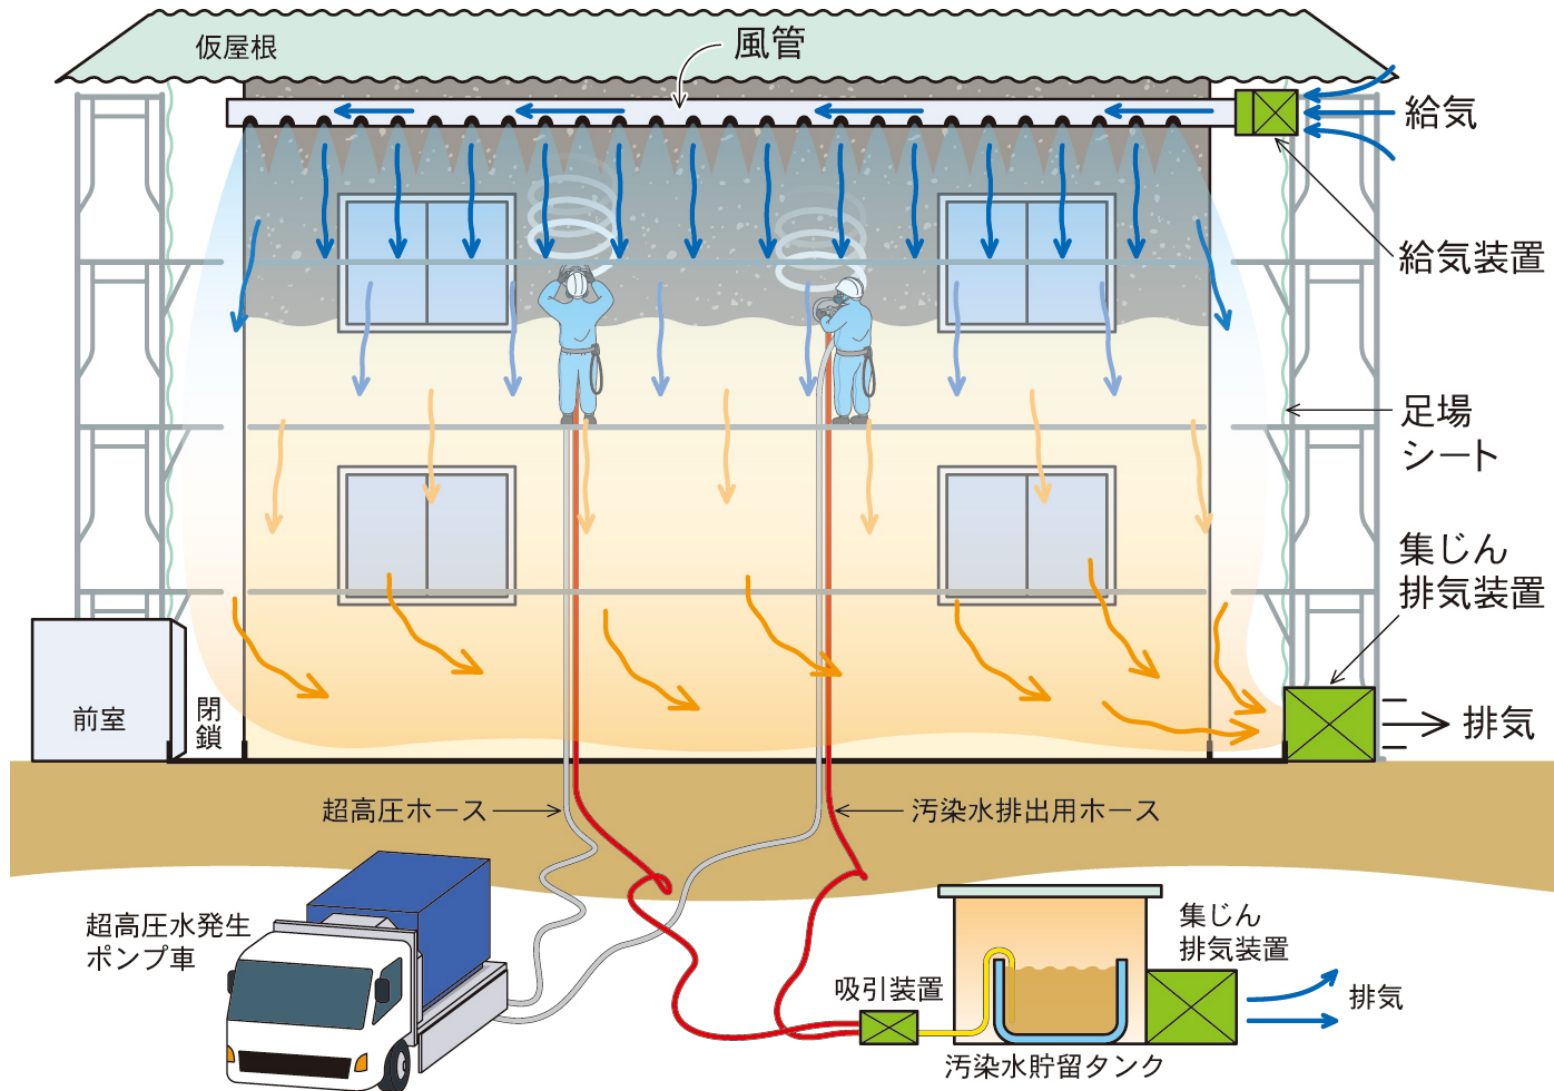 仮屋根
風管
給気
給気装置
足場
シート
集じん
排気装置
前室
閉
鎖
排気
超高圧ホース
汚染水排出用ホース
超高圧水発生
ポンプ車
集じん
排気装置
吸引装置
排気
汚染水貯留タンク